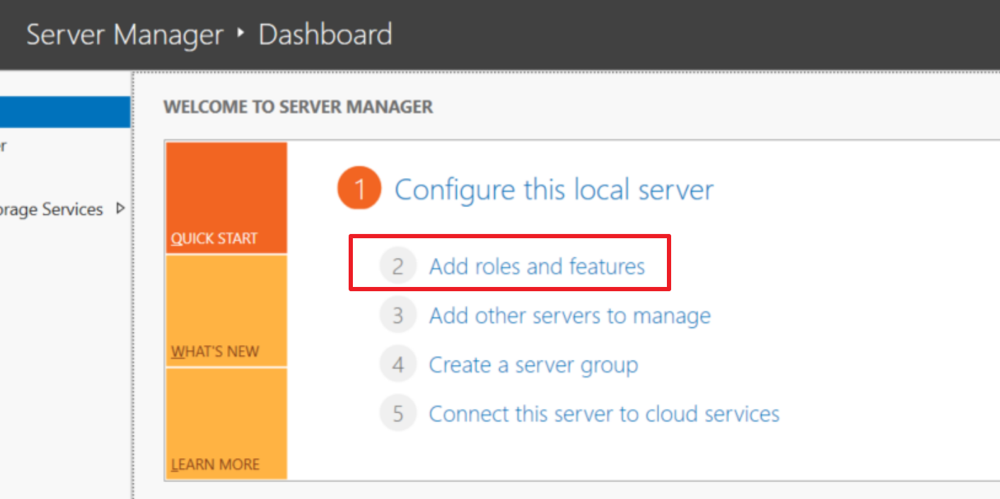 Server Manager ‣ Dashboard
WELCOME TO SERVER MANAGER
r
orage Services
QUICK START
WHAT'S NEW
LEARN MORE
1 Configure this local server
2 Add roles and features
3 Add other servers to manage
4 Create a server group
5 Connect this server to cloud services